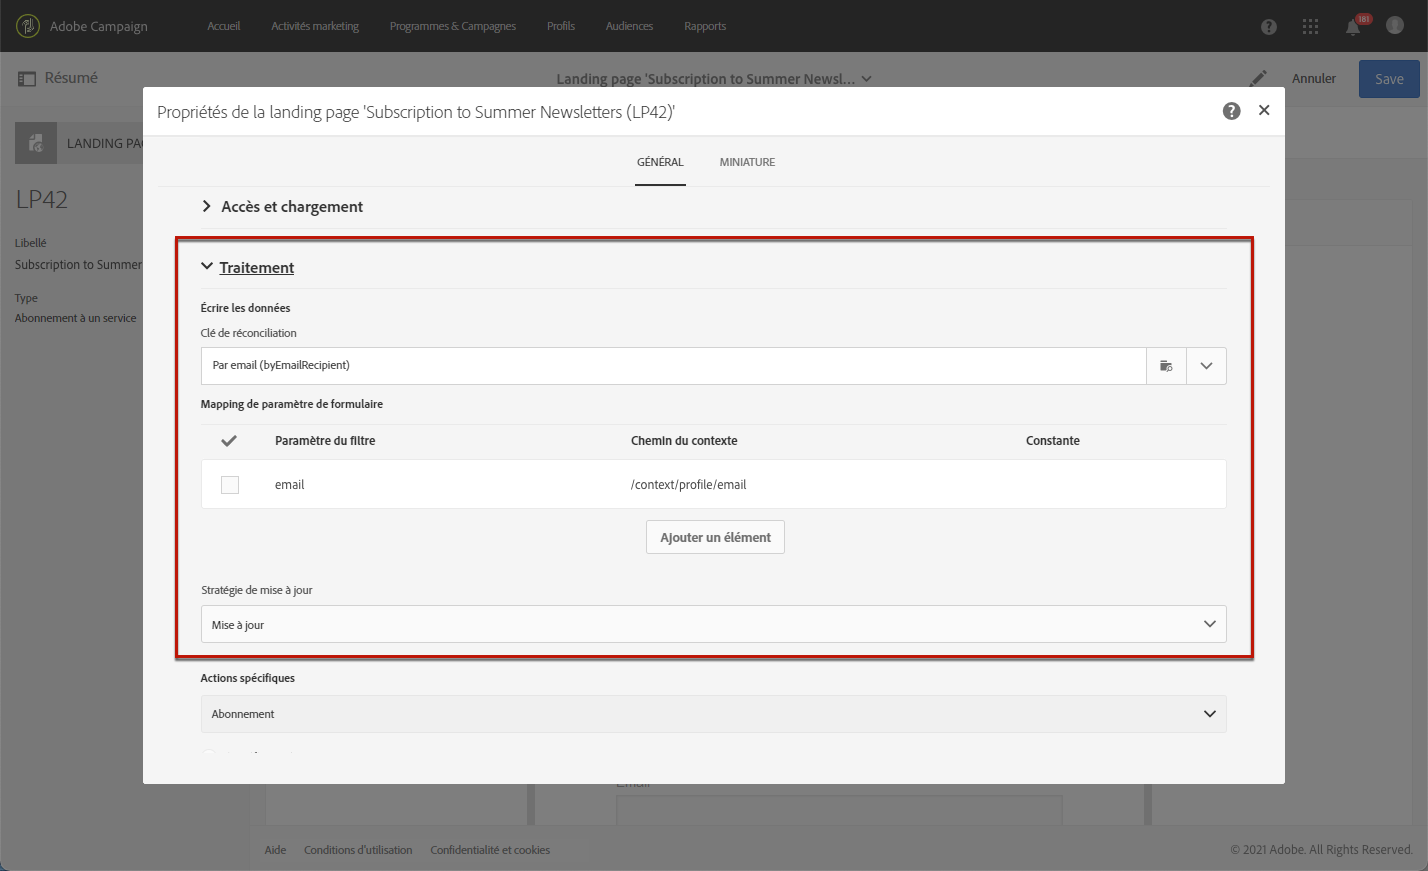 Adobe Campaign
Accueil
Activités marketing
Programmes & Campagnes
Profils
Audiences
Rapports
181
Résumé
Landing page 'Subscription to Summer Newsl...
Annuler
Save
Propriétés de la landing page 'Subscription to Summer Newsletters (LP42)'
LANDING PA
GÉNÉRAL
MINIATURE
LP42
Libellé
Subscription to Summer
Type
Abonnement à un service
Accès et chargement
Traitement
Écrire les données
Clé de réconciliation
Par email (byEmailRecipient)
Mapping de paramètre de formulaire
Paramètre du filtre
Chemin du contexte
Constante
email
/context/profile/email
Ajouter un élément
Stratégie de mise à jour
Mise à jour
Actions spécifiques
Abonnement
Email
Aide
Conditions d'utilisation
Confidentialité et cookies
© 2021 Adobe. All Rights Reserved.